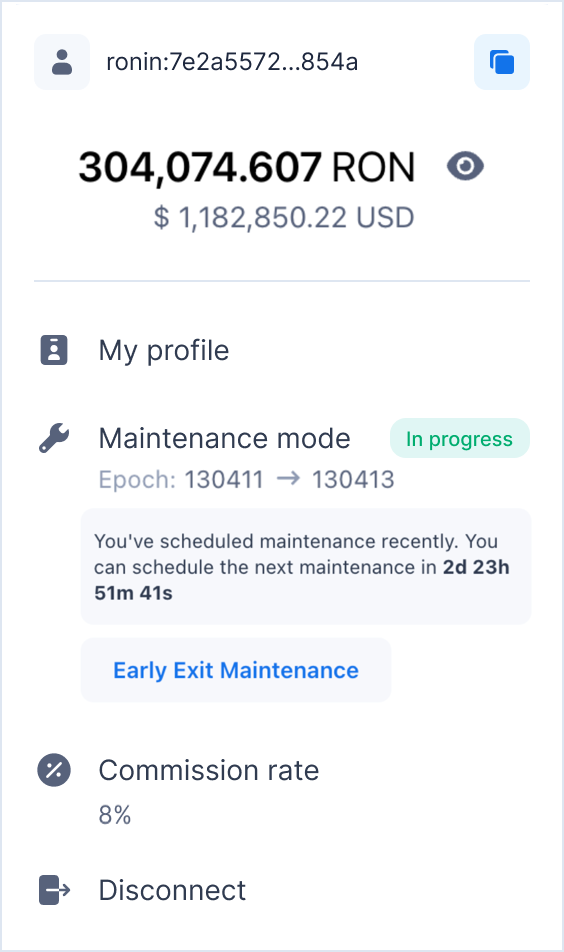 ronin:7e2a5572...854a
304,074.607 RON
$ 1,182,850.22 USD
My profile
Maintenance mode In progress
Epoch: 130411 → 130413
You've scheduled maintenance recently. You
can schedule the next maintenance in 2d 23h
51m 41s
Early Exit Maintenance
Commission rate
8%
Disconnect